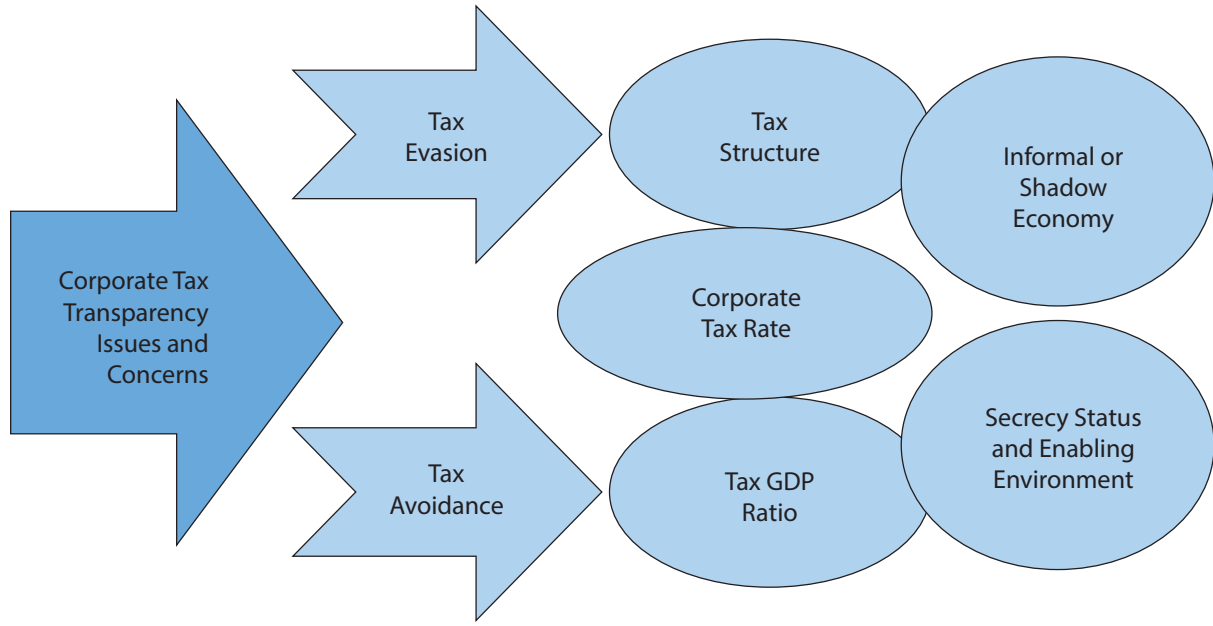 Corporate Tax
Transparency
Issues and
Concerns
Tax
Evasion
Tax
Avoidance
Tax
Structure
Corporate
Tax Rate
Tax GDP
Ratio
Informal or
Shadow
Economy
Secrecy Status
and Enabling
Environment